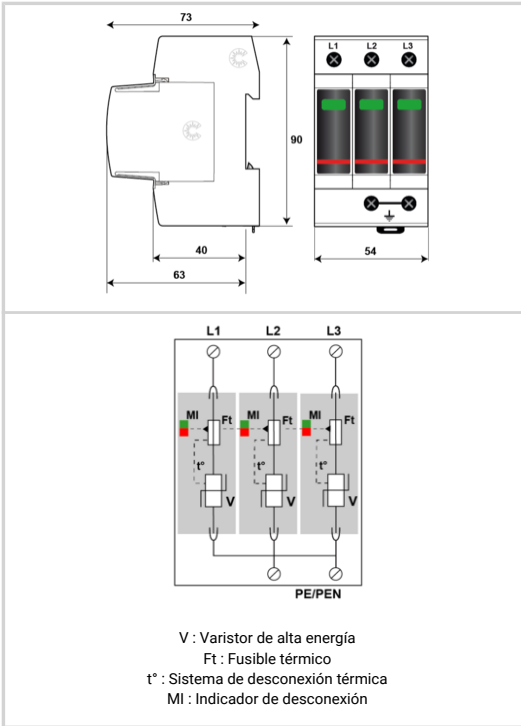 73
L1 L2 L3
90
40
63
54
L1 L2 L3
MI Ft MI Ft MI Ft
t° t° t°
V V V
PE/PEN
V : Varistor de alta energía
Ft : Fusible térmico
t° : Sistema de desconexión térmica
MI : Indicador de desconexión